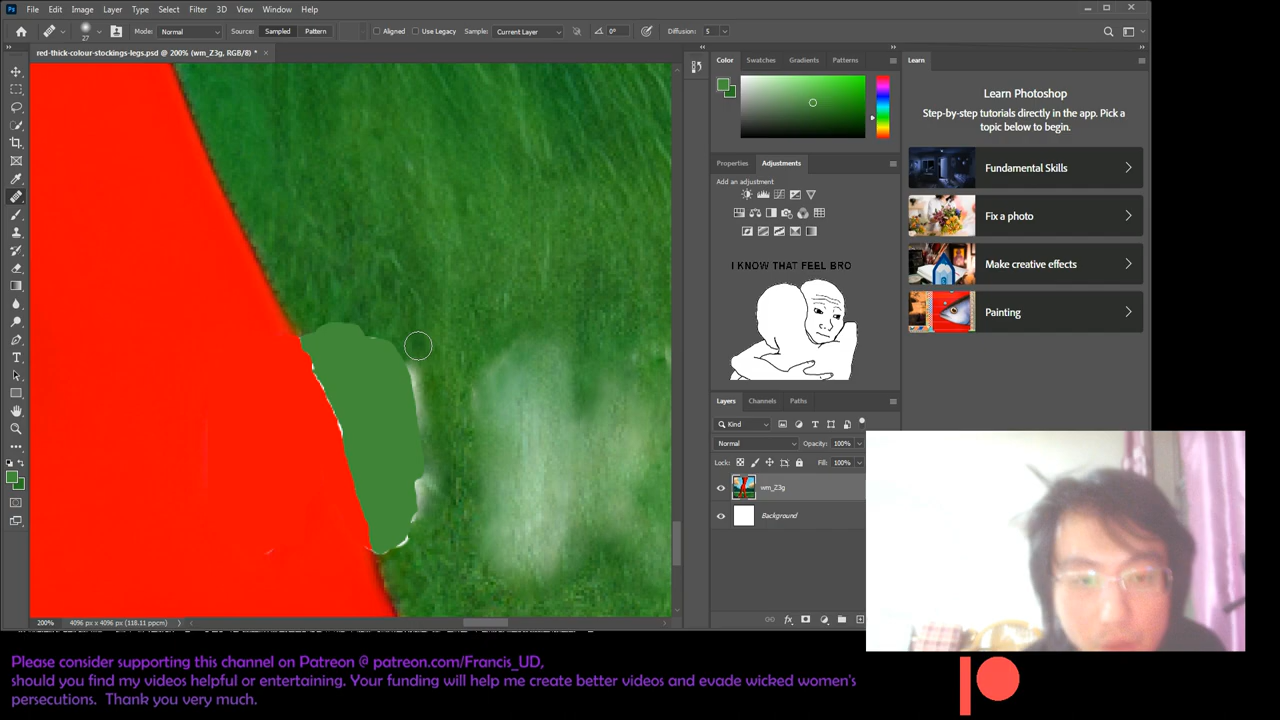 File Edit Image Layer Type Select Filter 3D View Window Help
27 Mode: Normal Source: Sampled Pattern Aligned Use Legacy Sample: Current Layer 0° Diffusion: 5
red-thick-colour-stockings-legs.psd @ 200% (wm_Z3g, RGB/8) *
Color Swatches Gradients Patterns
Learn
Learn Photoshop
Step-by-step tutorials directly in the app. Pick a
topic below to begin.
Fundamental Skills
Fix a photo
Make creative effects
Painting
Properties Adjustments
Add an adjustment
I KNOW THAT FEEL BRO
Layers Channels Paths
Kind
Normal Opacity: 100%
Lock: Fill: 100%
wm_Z3g
Background
200% 4096 px x 4096 px (118.11 ppcm)
Please consider supporting this channel on Patreon @ patreon.com/Francis_UD,
should you find my videos helpful or entertaining. Your funding will help me create better videos and evade wicked women's
persecutions. Thank you very much.